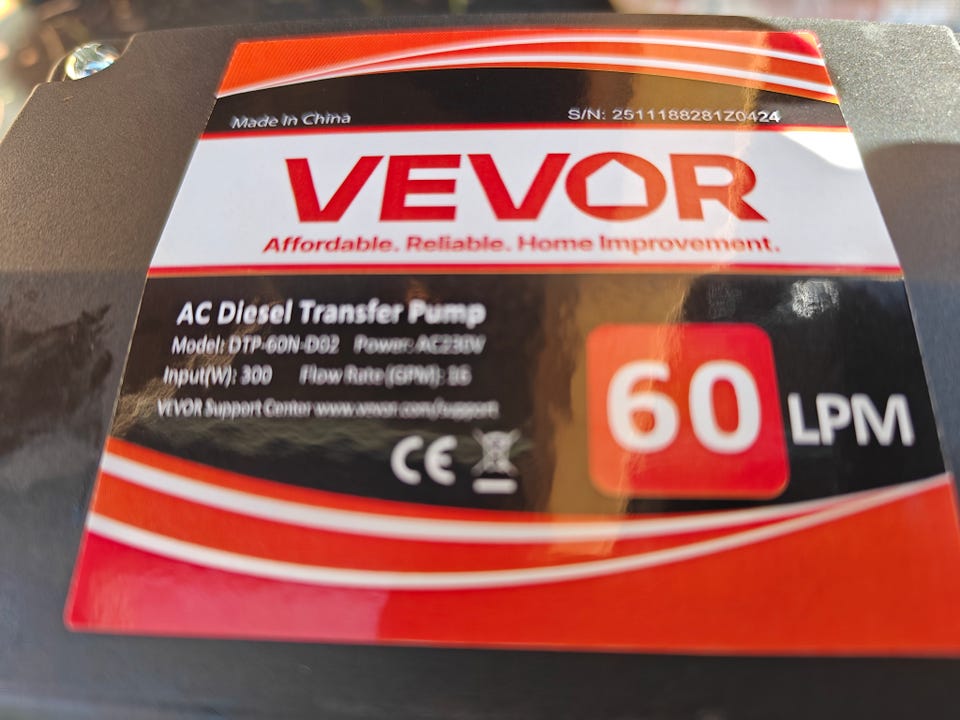 Made In China S/N: 2511188281Z0424
VEVOR
Affordable. Reliable. Home Improvement.
AC Diesel Transfer Pump
Model: DTP-60N-D02 Power: AC230V
Input(W): 300 Flow Rate (GPM): 16
VEVOR Support Center www.vevor.com/support
CE
60 LPM